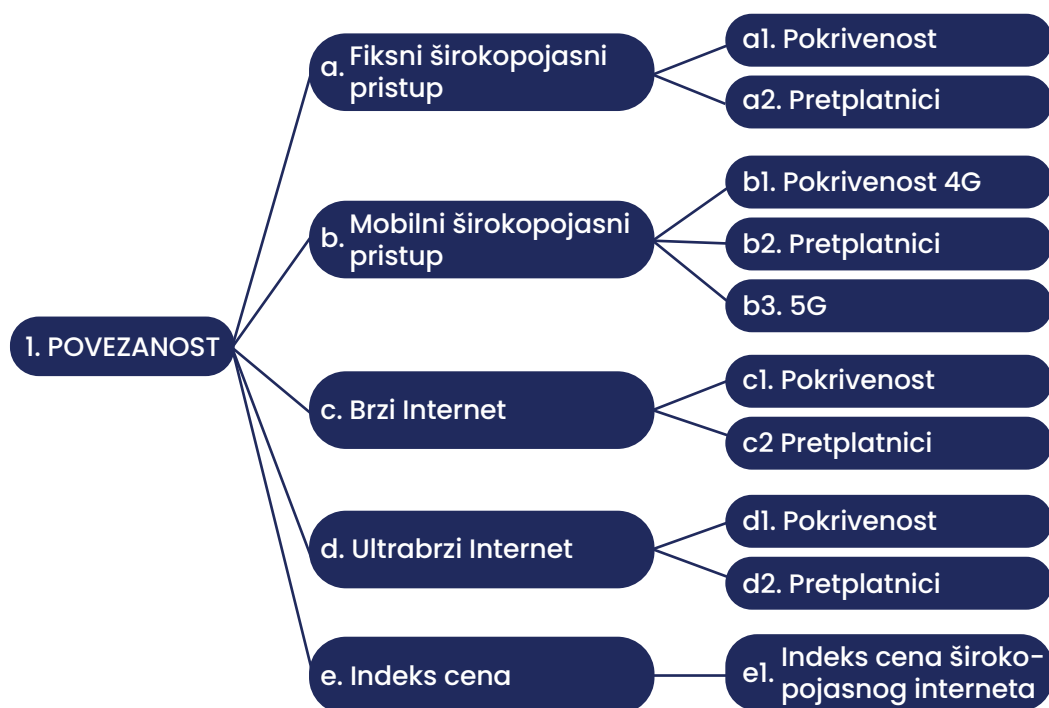 1. POVEZANOST
a. Fiksni širokopojasni
pristup
a1. Pokrivenost
a2. Pretplatnici
b. Mobilni širokopojasni
pristup
b1. Pokrivenost 4G
b2. Pretplatnici
b3. 5G
c. Brzi Internet
c1. Pokrivenost
c2 Pretplatnici
d. Ultrabrzi Internet
d1. Pokrivenost
d2. Pretplatnici
e. Indeks cena
e1. Indeks cena široko-
pojasnog interneta